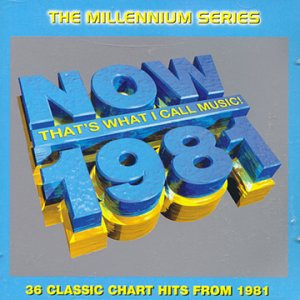 THE MILLENNIUM SERIES
NOW
THAT'S WHAT I CALL MUSIC!
1981
36 CLASSIC CHART HITS FROM 1981